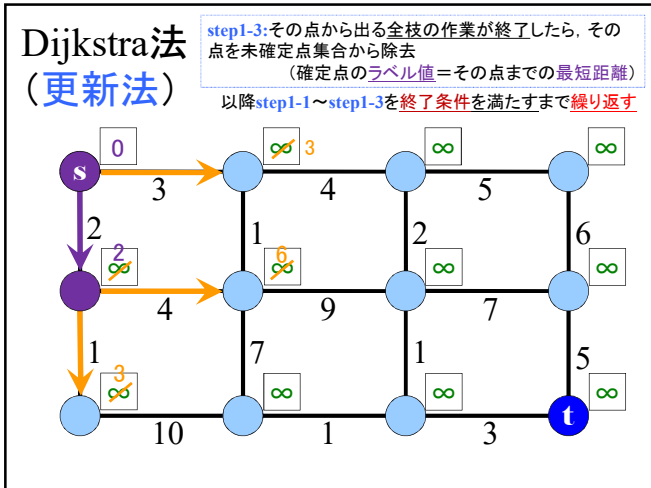 Dijkstra法
(更新法)
step1-3:その点から出る全枝の作業が終了したら, その
点を未確定点集合から除去
(確定点のラベル値=その点までの最短距離)
以降step1-1～step1-3を終了条件を満たすまで繰り返す
0 ∞ 3 ∞ ∞
s 3 4 5
2 1 2 6
2 ∞ 6 ∞ ∞ ∞
4 9 7
1 7 1 5
3 ∞ ∞ ∞ ∞
t
10 1 3